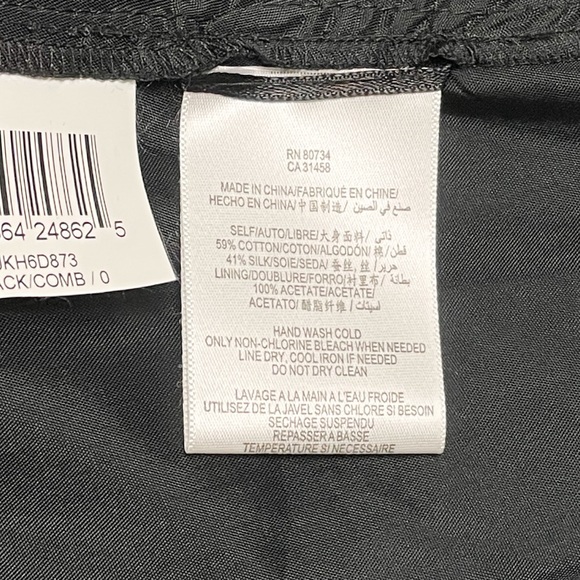 RN 80734
CA 31458
MADE IN CHINA/FABRIQUÉ EN CHINE/
HECHO EN CHINA/中国制造/ صنع في الصين
SELF/AUTO/LIBRE/大身面料/ ذاتي
59% COTTON/COTON/ALGODÓN/棉/قطن
41% SILK/SOIE/SEDA/蚕丝, 丝/ حرير
LINING/DOUBLURE/FORRO/衬里布/ بطانة
100% ACETATE/ACETATE/
ACETATO/醋脂纤维/ أسيتات
HAND WASH COLD
ONLY NON-CHLORINE BLEACH WHEN NEEDED
LINE DRY, COOL IRON IF NEEDED
DO NOT DRY CLEAN
LAVAGE A LA MAIN A L'EAU FROIDE
UTILISEZ DE LA JAVEL SANS CHLORE SI BESOIN
SECHAGE SUSPENDU
REPASSER A BASSE
TEMPERATURE SI NECESSAIRE
64 24862 5
JKH6D873
ACK/COMB / 0